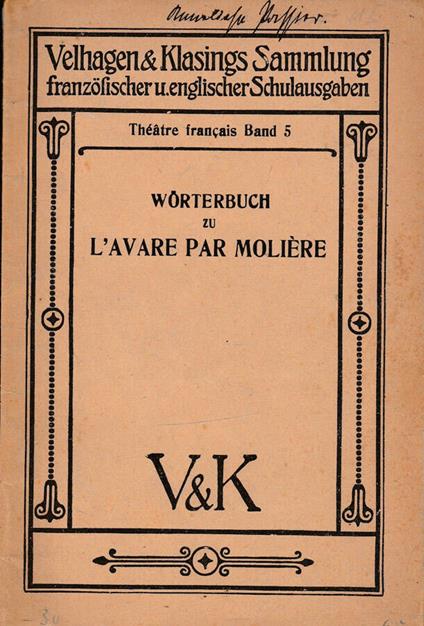 Velhagen & Klasings Sammlung
französischer u. englischer Schulausgaben
Théâtre français Band 5
WÖRTERBUCH
ZU
L'AVARE PAR MOLIÈRE
V&K